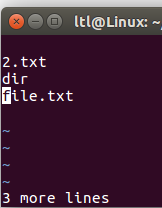 ltl@Linux: ~
2.txt
dir
file.txt
~
~
~
~
3 more lines